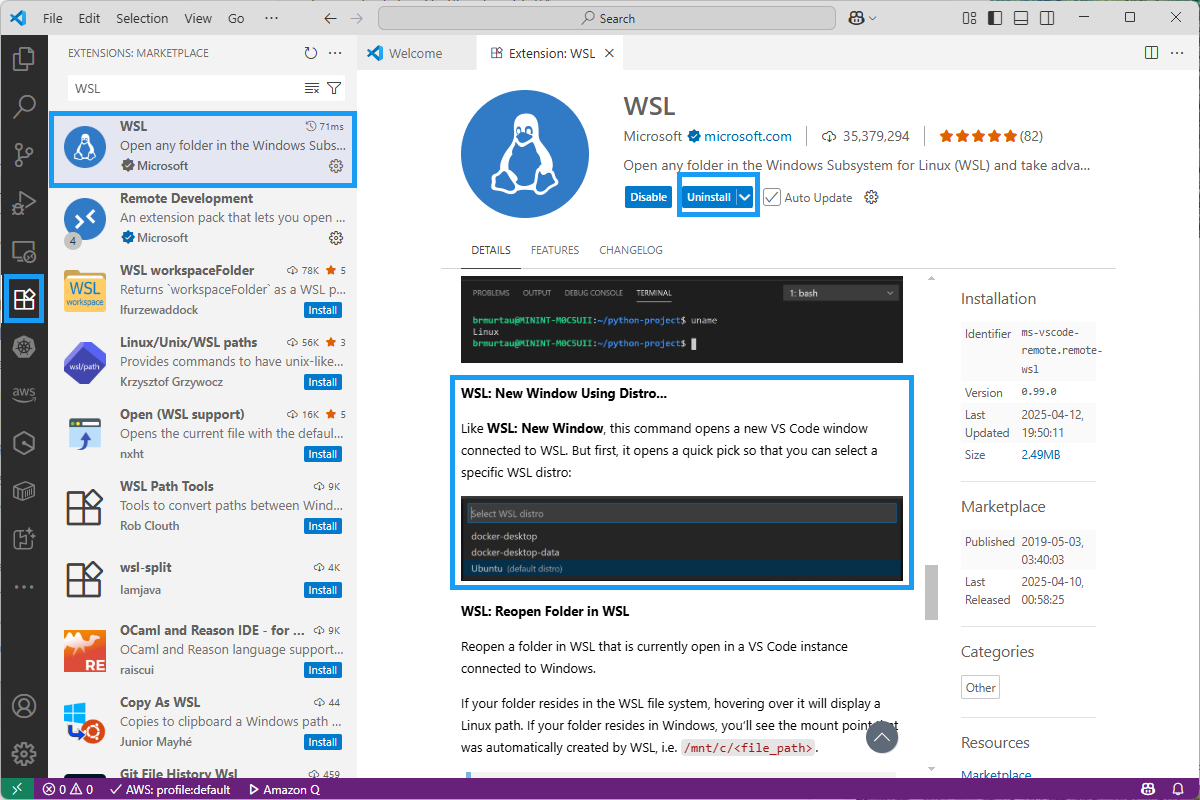 File Edit Selection View Go ··· Search
EXTENSIONS: MARKETPLACE
WSL
WSL 71ms
Open any folder in the Windows Subs...
Microsoft
Remote Development
An extension pack that lets you open ...
4
Microsoft
WSL workspaceFolder 78K 5
WSL
workspace
Returns `workspaceFolder` as a WSL p...
lfurzewaddock Install
Linux/Unix/WSL paths 56K 3
wsl/path
Provides commands to have unix-like...
Krzysztof Grzywocz Install
Open (WSL support) 16K 5
Opens the current file with the defaul...
nxht Install
WSL Path Tools 9K
Tools to convert paths between Wind...
Rob Clouth Install
wsl-split 4K
lamjava Install
OCaml and Reason IDE - for ... 9K
OCaml and Reason language support...
RE
raiscui Install
Copy As WSL 44
Copies to clipboard a Windows path ...
Junior Mayhé Install
Git File History Wsl 459
aws
Welcome Extension: WSL
WSL
Microsoft microsoft.com 35,379,294 (82)
Open any folder in the Windows Subsystem for Linux (WSL) and take adva...
Disable Uninstall Auto Update
DETAILS FEATURES CHANGELOG
PROBLEMS OUTPUT DEBUG CONSOLE TERMINAL 1: bash
brmurtau@MININT-M0C5UII:~/python-project$ uname
Linux
brmurtau@MININT-M0C5UII:~/python-project$
WSL: New Window Using Distro...
Like WSL: New Window, this command opens a new VS Code window
connected to WSL. But first, it opens a quick pick so that you can select a
specific WSL distro:
Select WSL distro
docker-desktop
docker-desktop-data
Ubuntu (default distro)
WSL: Reopen Folder in WSL
Reopen a folder in WSL that is currently open in a VS Code instance
connected to Windows.
If your folder resides in the WSL file system, hovering over it will display a
Linux path. If your folder resides in Windows, you'll see the mount point
was automatically created by WSL, i.e. /mnt/c/<file_path>.
Installation
Identifier ms-vscode-
remote.remote-
wsl
Version 0.99.0
Last 2025-04-12,
Updated 19:50:11
Size 2.49MB
Marketplace
Published 2019-05-03,
03:40:03
Last 2025-04-10,
Released 00:58:25
Categories
Other
Resources
Marketplace
0 0 AWS: profile:default Amazon Q